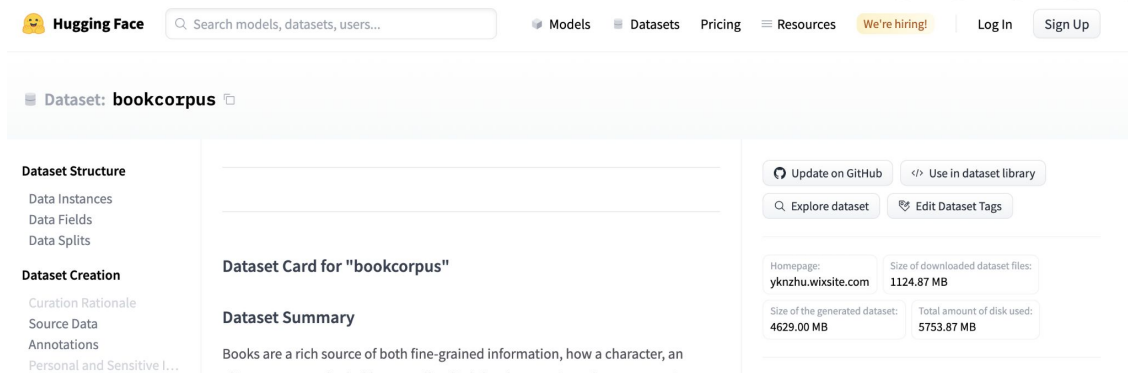 Hugging Face
Search models, datasets, users...
Models
Datasets
Pricing
Resources
We're hiring!
Log In
Sign Up
Dataset: bookcorpus
Dataset Structure
Data Instances
Data Fields
Data Splits
Dataset Creation
Curation Rationale
Source Data
Annotations
Personal and Sensitive I...
Dataset Card for "bookcorpus"
Dataset Summary
Books are a rich source of both fine-grained information, how a character, an
Update on GitHub
Use in dataset library
Explore dataset
Edit Dataset Tags
Homepage:
yknzhu.wixsite.com
Size of downloaded dataset files:
1124.87 MB
Size of the generated dataset:
4629.00 MB
Total amount of disk used:
5753.87 MB